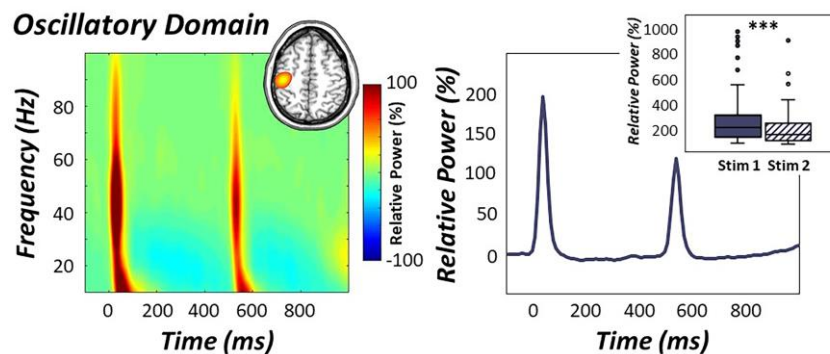 Oscillatory Domain
Frequency (Hz)
80
60
40
20
0 200 400 600 800
Time (ms)
100
Relative Power (%)
-100
Relative Power (%)
200
150
100
50
0
0 200 400 600 800
Time (ms)
Relative Power (%)
1000
800
600
400
200
***
Stim 1 Stim 2